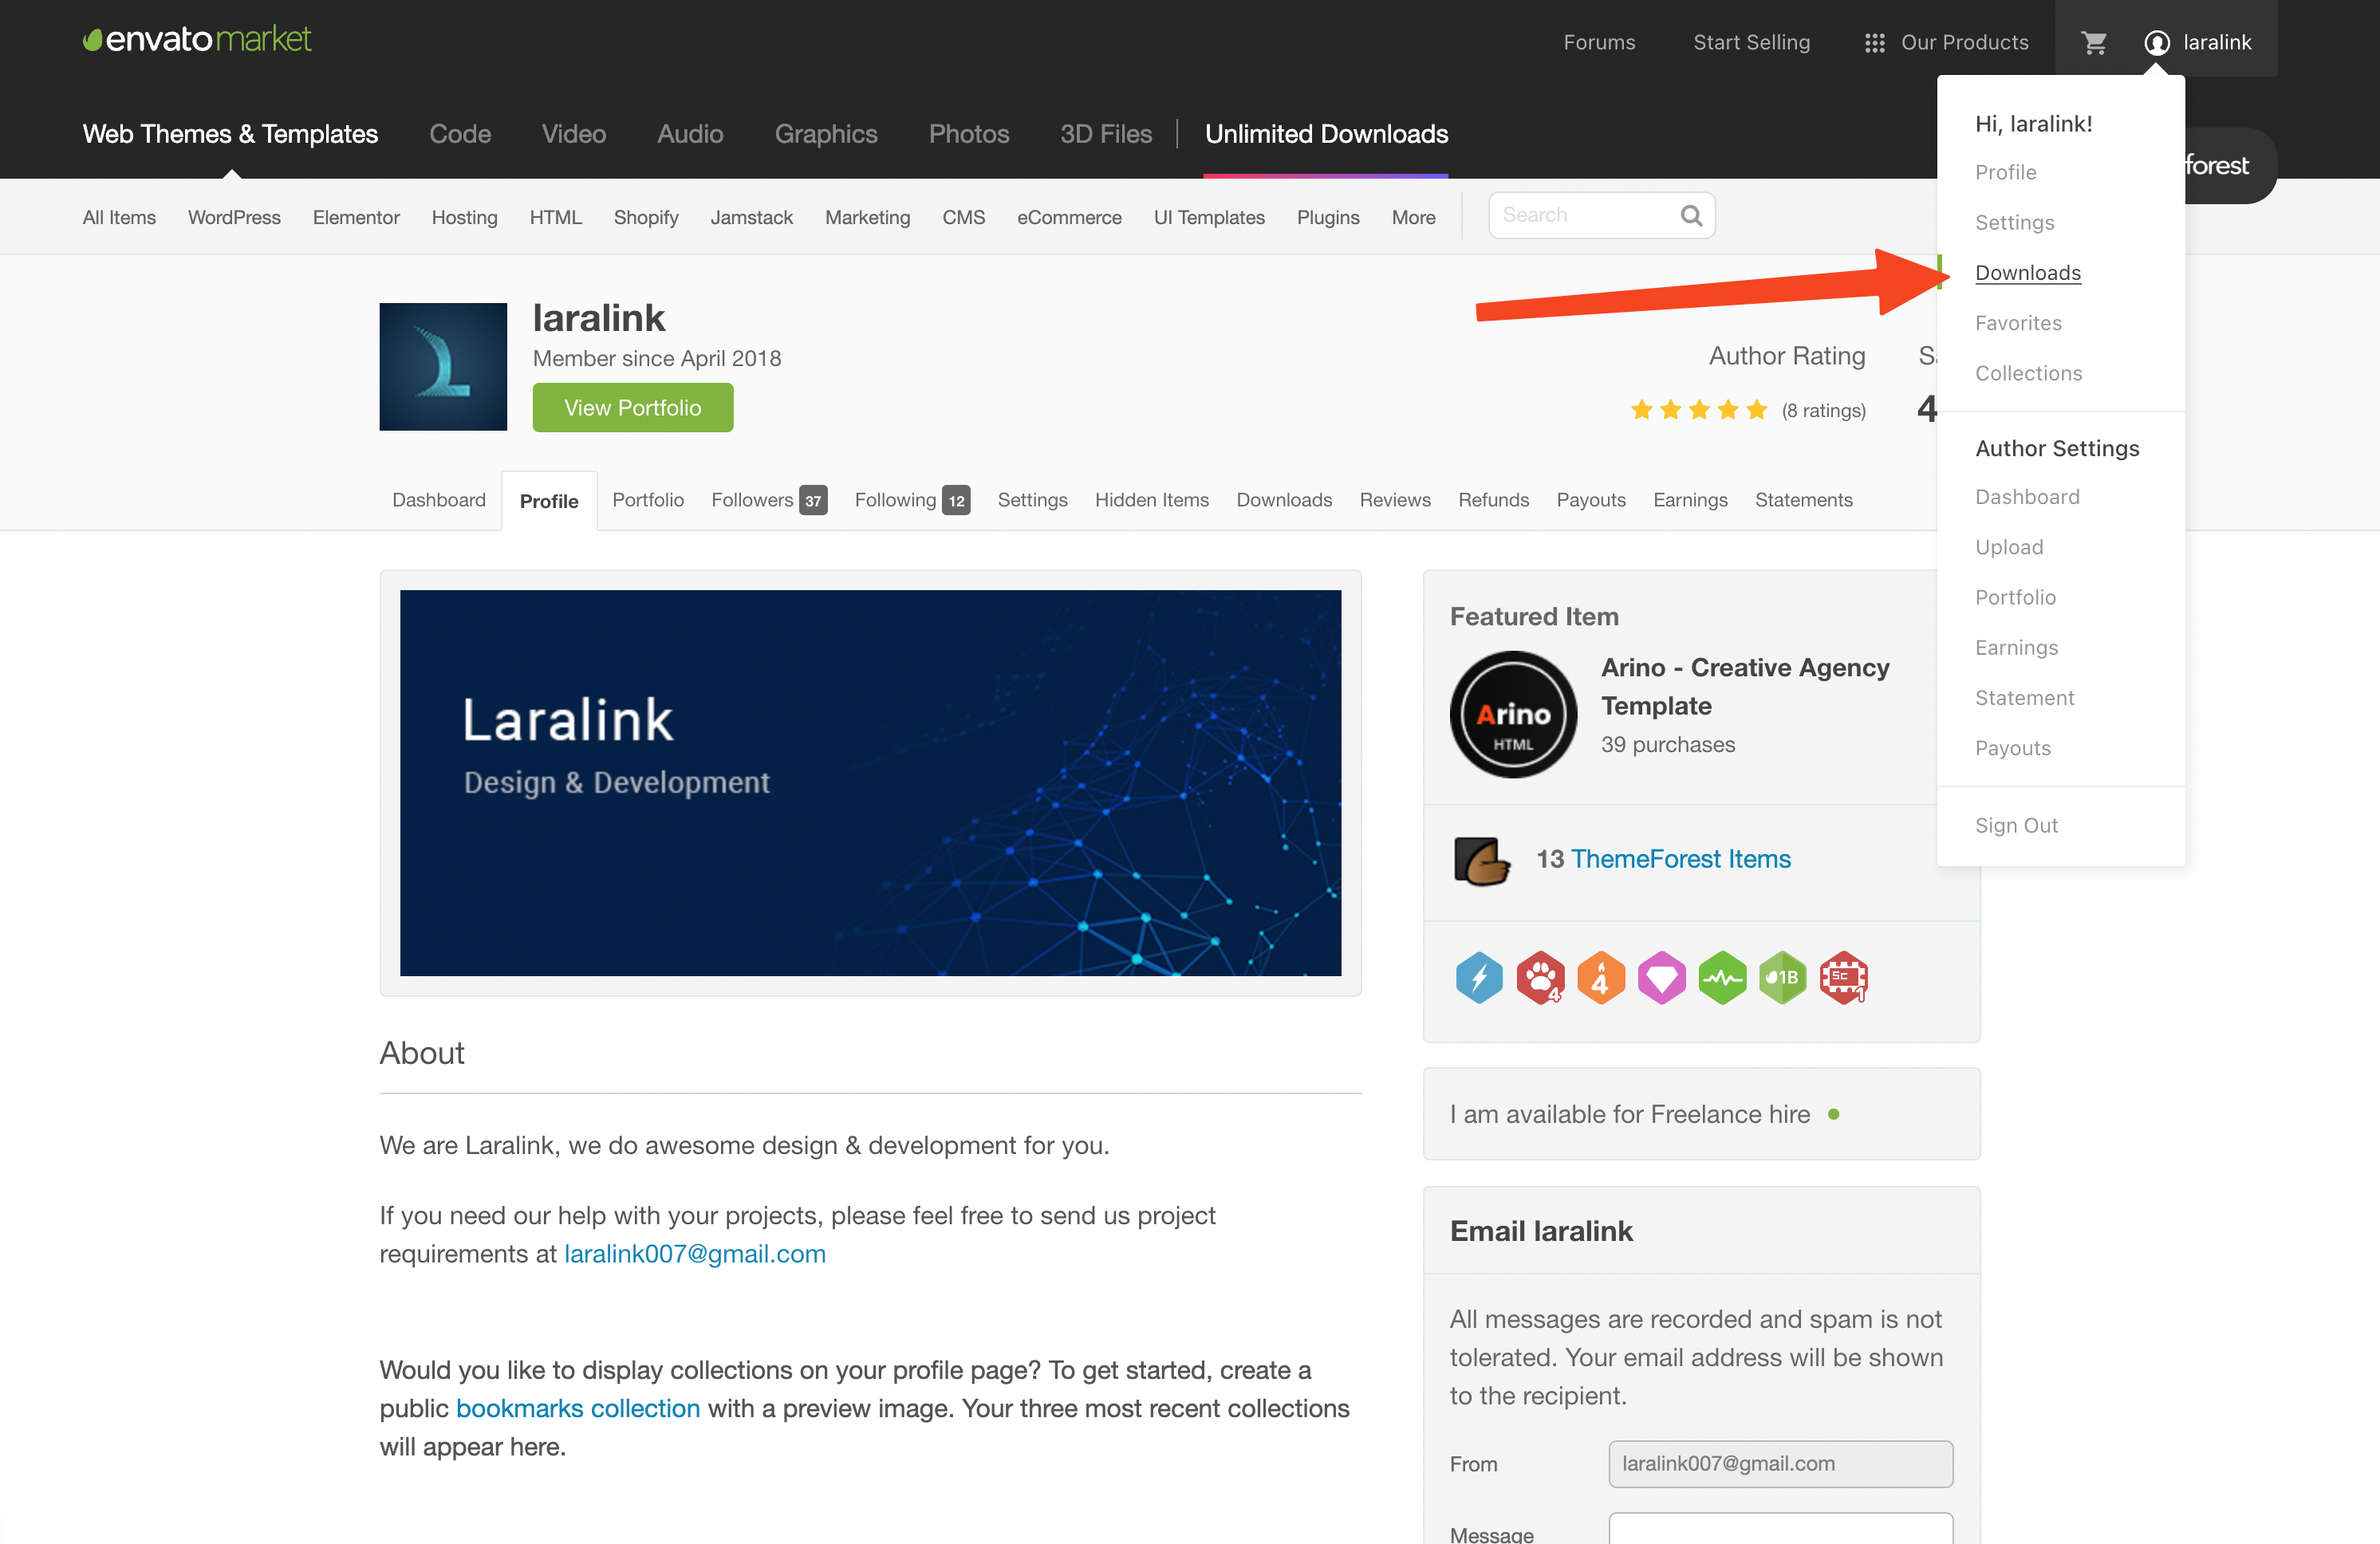 envatomarket
Forums Start Selling Our Products laralink
Web Themes & Templates Code Video Audio Graphics Photos 3D Files Unlimited Downloads
forest
All Items WordPress Elementor Hosting HTML Shopify Jamstack Marketing CMS eCommerce UI Templates Plugins More Search
Hi, laralink!
Profile
Settings
Downloads
Favorites
Collections
Author Settings
Dashboard
Upload
Portfolio
Earnings
Statement
Payouts
Sign Out
laralink
Member since April 2018
View Portfolio
Author Rating
(8 ratings)
4
Dashboard Profile Portfolio Followers 37 Following 12 Settings Hidden Items Downloads Reviews Refunds Payouts Earnings Statements
Laralink
Design & Development
Featured Item
Arino
HTML
Arino - Creative Agency
Template
39 purchases
13 ThemeForest Items
4 4 1B SC 1
About
We are Laralink, we do awesome design & development for you.
If you need our help with your projects, please feel free to send us project
requirements at laralink007@gmail.com
Would you like to display collections on your profile page? To get started, create a
public bookmarks collection with a preview image. Your three most recent collections
will appear here.
I am available for Freelance hire
Email laralink
All messages are recorded and spam is not
tolerated. Your email address will be shown
to the recipient.
From laralink007@gmail.com
Message